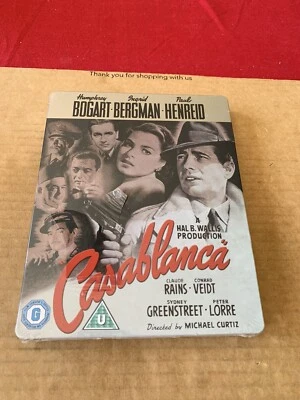 Thank you for shopping with us
Humphrey Ingrid Paul
BOGART·BERGMAN·HENREID
A
HAL B. WALLIS
PRODUCTION
Casablanca
CLAUDE CONRAD
RAINS · VEIDT
SYDNEY PETER
GREENSTREET · LORRE
Directed by MICHAEL CURTIZ
G
U